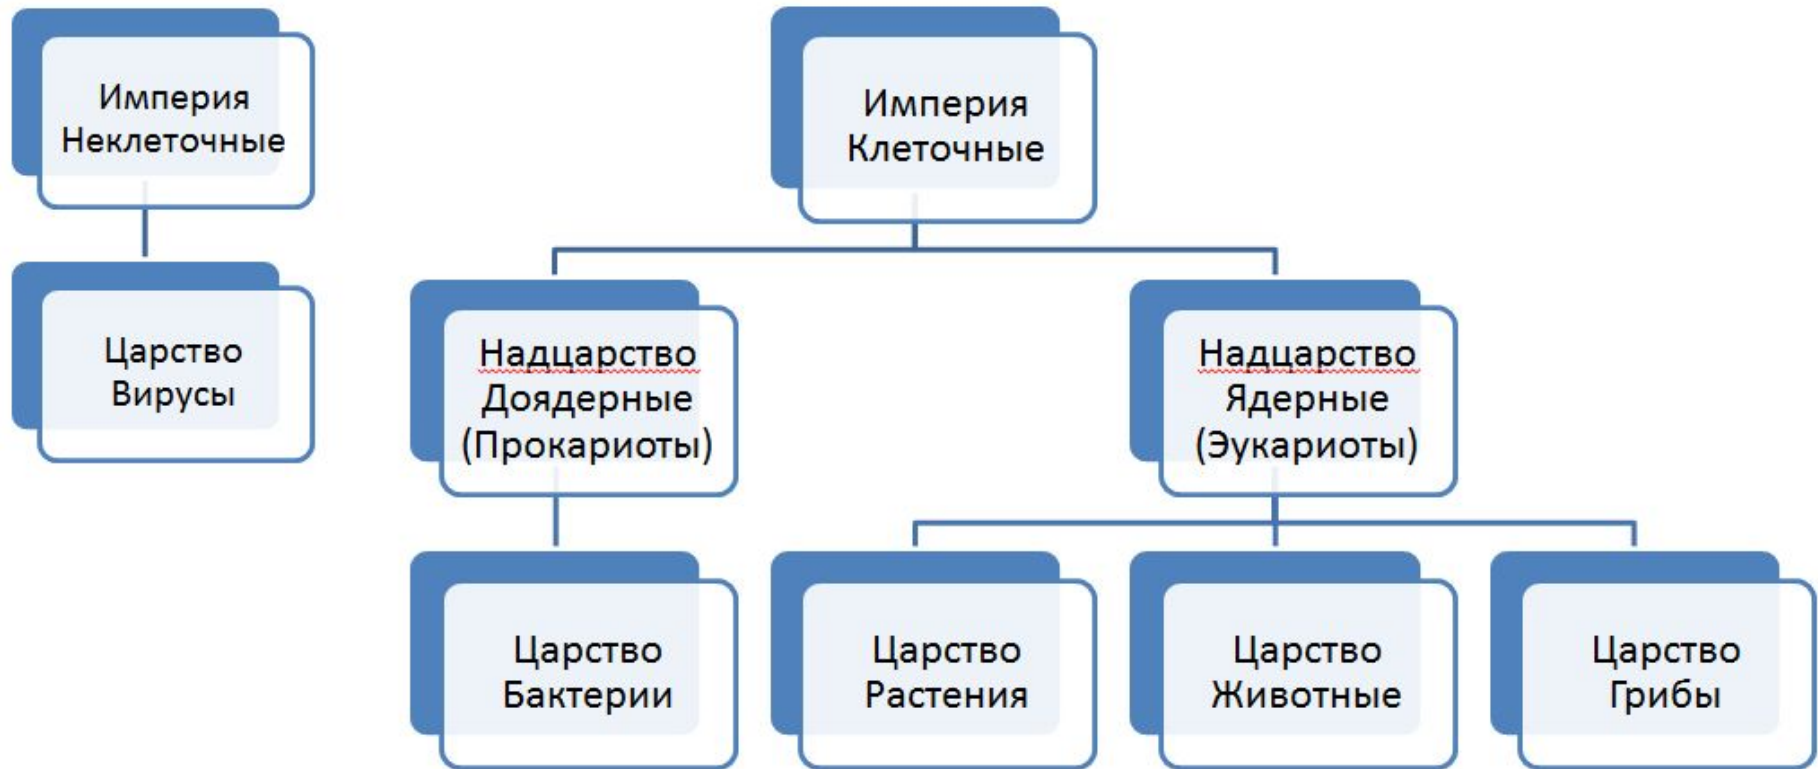 Империя
Неклеточные
Империя
Клеточные
Царство
Вирусы
Надцарство
Доядерные
(Прокариоты)
Надцарство
Ядерные
(Эукариоты)
Царство
Бактерии
Царство
Растения
Царство
Животные
Царство
Грибы